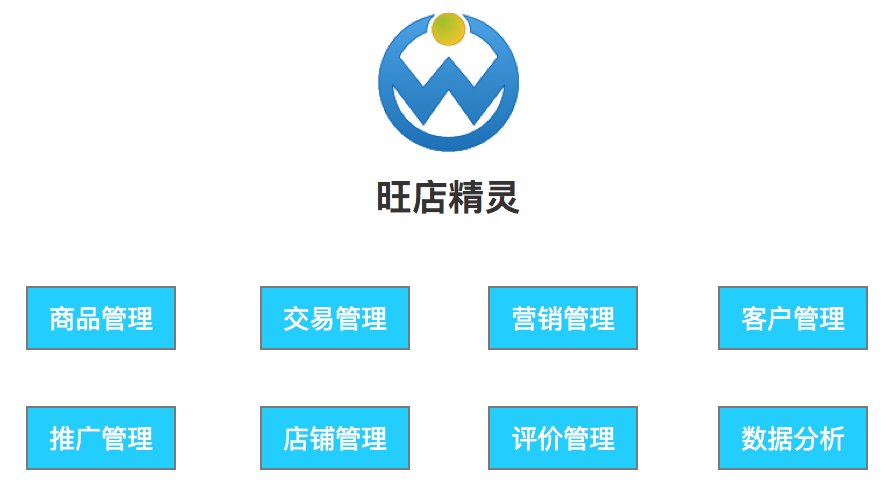 旺店精灵
商品管理
交易管理
营销管理
客户管理
推广管理
店铺管理
评价管理
数据分析